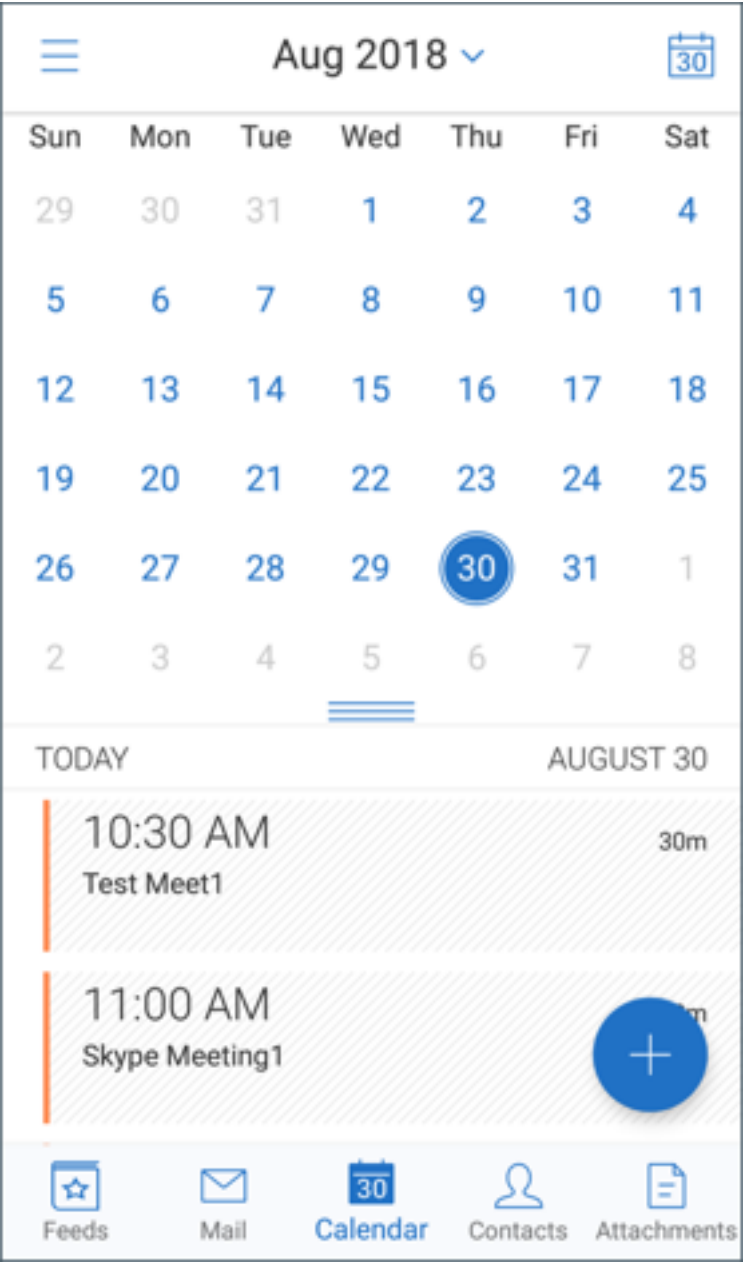 Aug 2018 30
Sun Mon Tue Wed Thu Fri Sat
29 30 31 1 2 3 4
5 6 7 8 9 10 11
12 13 14 15 16 17 18
19 20 21 22 23 24 25
26 27 28 29 30 31 1
2 3 4 5 6 7 8
TODAY AUGUST 30
10:30 AM 30m
Test Meet1
11:00 AM
Skype Meeting1
30
Feeds Mail Calendar Contacts Attachments